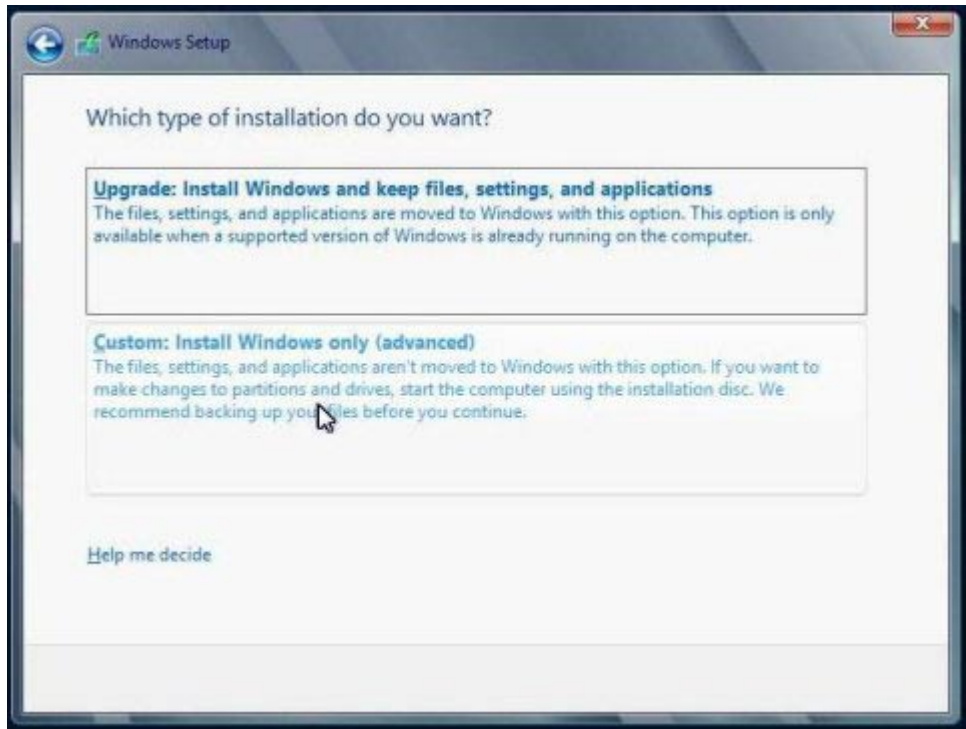 Windows Setup
Which type of installation do you want?
Upgrade: Install Windows and keep files, settings, and applications
The files, settings, and applications are moved to Windows with this option. This option is only
available when a supported version of Windows is already running on the computer.
Custom: Install Windows only (advanced)
The files, settings, and applications aren't moved to Windows with this option. If you want to
make changes to partitions and drives, start the computer using the installation disc. We
recommend backing up your files before you continue.
Help me decide